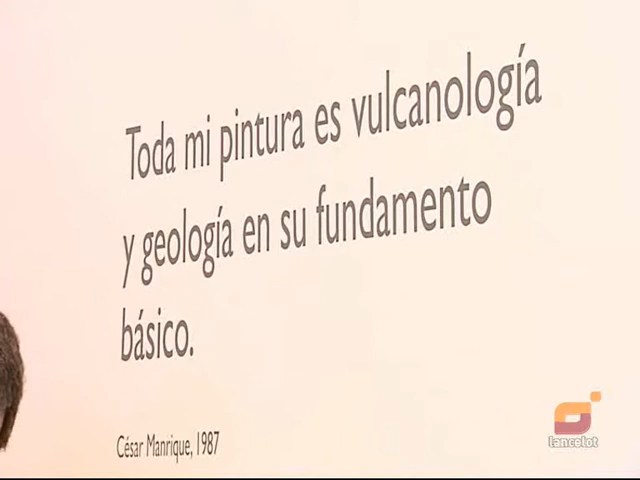 Toda mi pintura es vulcanología
y geología en su fundamento
básico.
César Manrique, 1987
lancelot